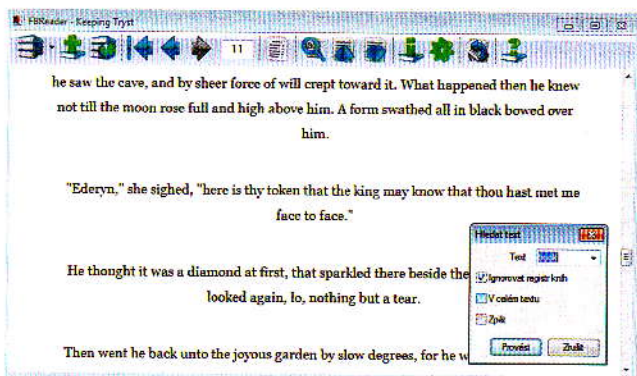 FBReader - Keeping Tryst
11
he saw the cave, and by sheer force of will crept toward it. What happened then he knew
not till the moon rose full and high above him. A form swathed all in black bowed over
him.
"Ederyn," she sighed, "here is thy token that the king may know that thou hast met me
face to face."
Hledat text
Text
He thought it was a diamond at first, that sparkled there beside the
Ignorovat registr knih
looked again, lo, nothing but a tear.
V celém textu
Zpět
Provést Zrušit
Then went he back unto the joyous garden by slow degrees, for he w